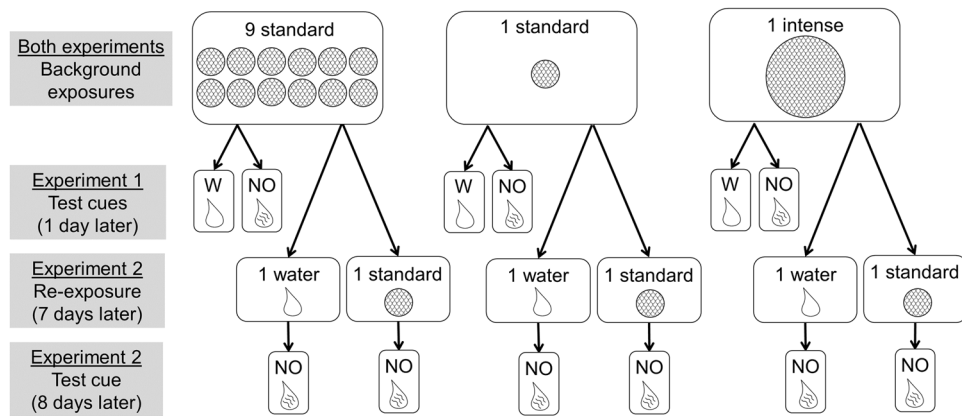 Both experiments
Background
exposures
9 standard
1 standard
1 intense
Experiment 1
Test cues
(1 day later)
W
NO
W
NO
W
NO
Experiment 2
Re-exposure
(7 days later)
1 water
1 standard
1 water
1 standard
1 water
1 standard
Experiment 2
Test cue
(8 days later)
NO
NO
NO
NO
NO
NO